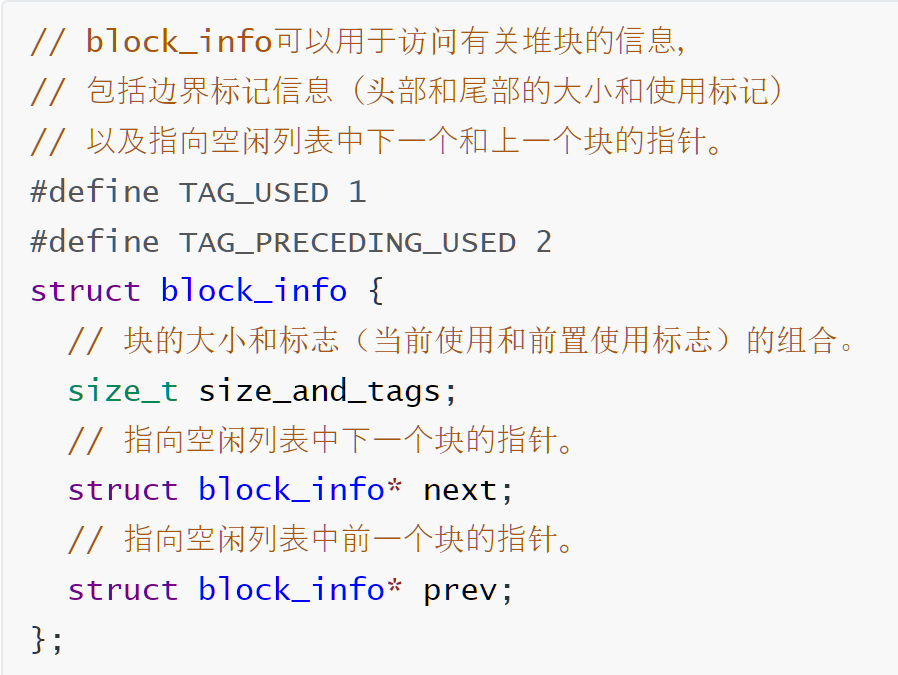 // block_info可以用于访问有关堆块的信息,
// 包括边界标记信息（头部和尾部的大小和使用标记）
// 以及指向空闲列表中下一个和上一个块的指针。
#define TAG_USED 1
#define TAG_PRECEDING_USED 2
struct block_info {
  // 块的大小和标志（当前使用和前置使用标志）的组合。
  size_t size_and_tags;
  // 指向空闲列表中下一个块的指针。
  struct block_info* next;
  // 指向空闲列表中前一个块的指针。
  struct block_info* prev;
};